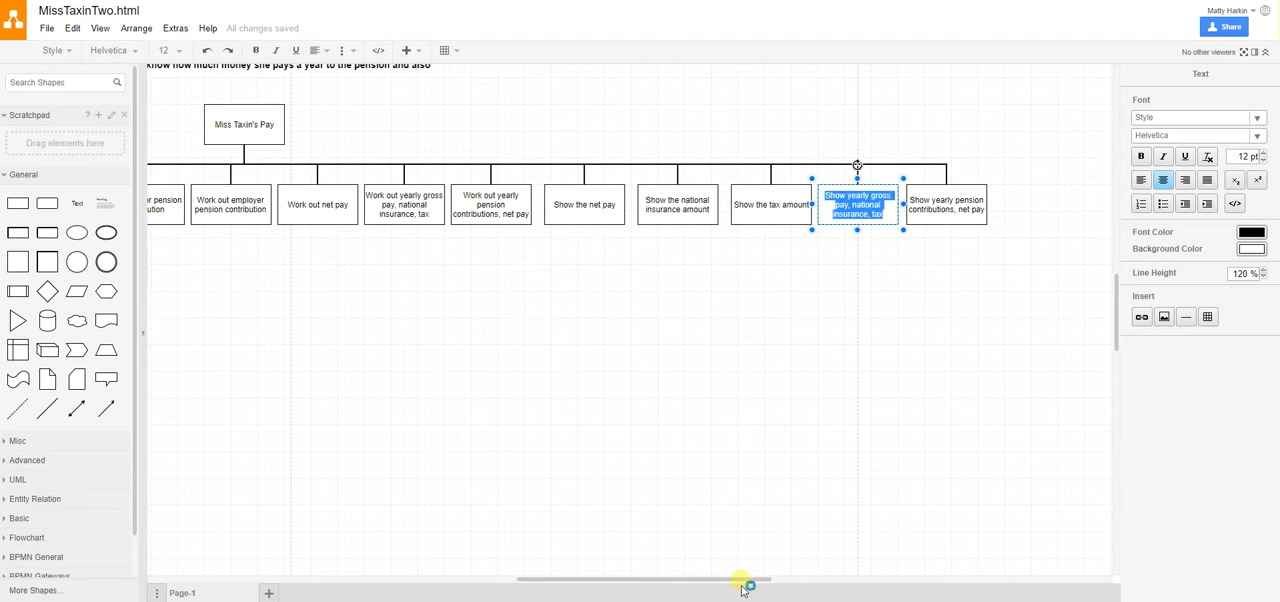 MissTaxinTwo.html
Matty Harkin
File Edit View Arrange Extras Help All changes saved
Share
Style Helvetica 12
No other viewers
Search Shapes
Scratchpad
Drag elements here
General
Text
Heading
Misc
Advanced
UML
Entity Relation
Basic
Flowchart
BPMN General
BPMN Gateways
More Shapes...
know how much money she pays a year to the pension and also
Miss Taxin's Pay
er pension
ution
Work out employer
pension contribution
Work out net pay
Work out yearly gross
pay, national
insurance, tax
Work out yearly
pension
contributions, net pay
Show the net pay
Show the national
insurance amount
Show the tax amount
Show yearly gross
pay, national
insurance, tax
Show yearly pension
contributions, net pay
Page-1
Text
Font
Style
Helvetica
B I U T 12 pt
Font Color
Background Color
Line Height 120 %
Insert